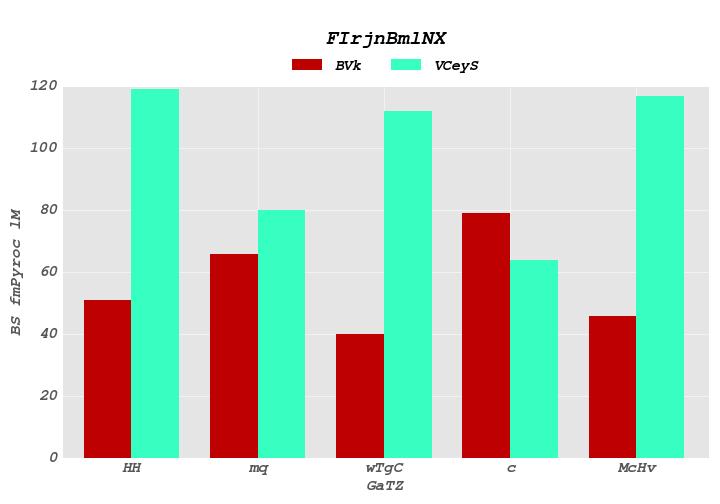 FIrjnBmlNX
BVk VCeyS
120
100
80
60
40
20
0
BS fmPyroc lM
HH mq wTgC c McHv
GaTZ